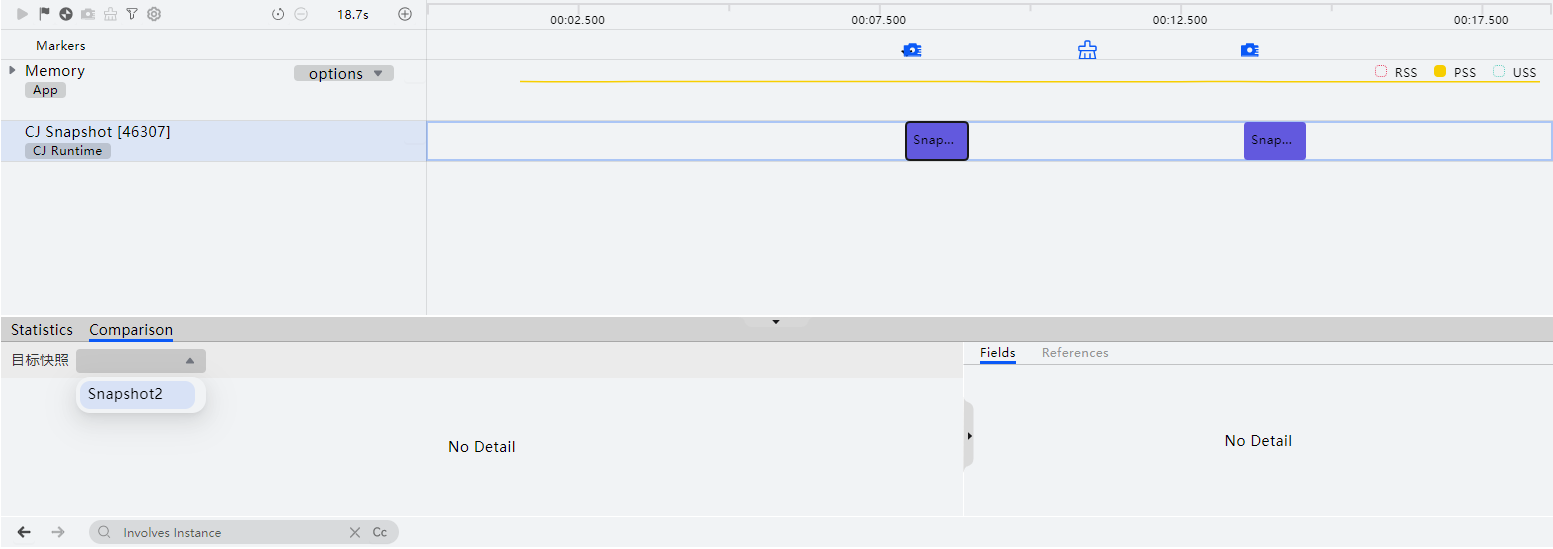 18.7s
00:02.500 00:07.500 00:12.500 00:17.500
Markers
Memory options
App
RSS PSS USS
CJ Snapshot [46307]
CJ Runtime
Snap... Snap...
Statistics Comparison
目标快照
Snapshot2
No Detail
Fields References
No Detail
Involves Instance Cc